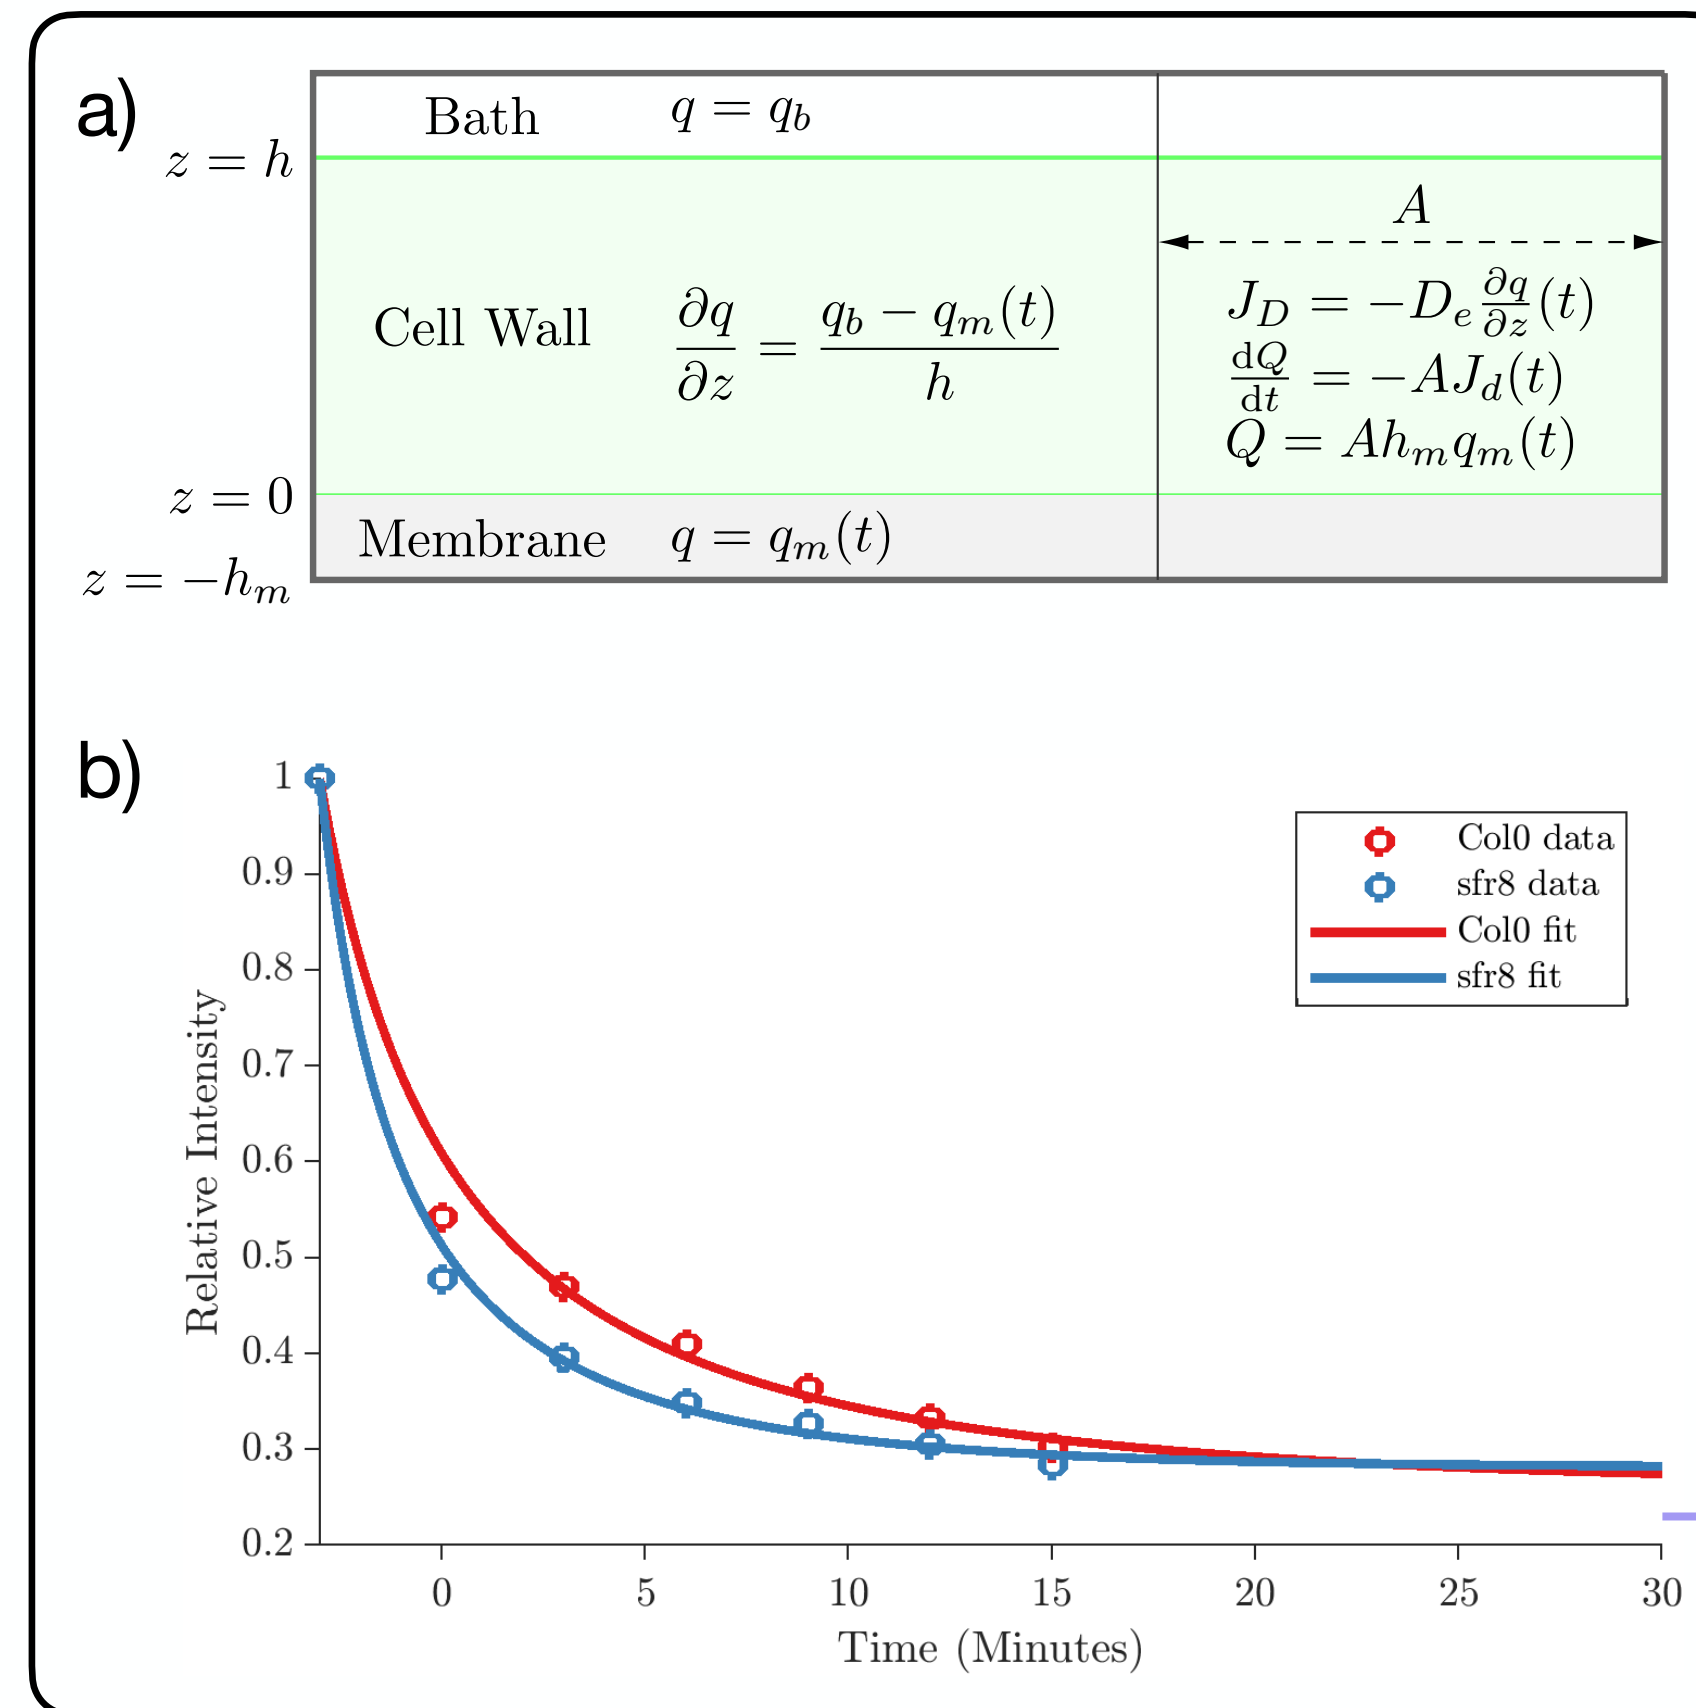 a)
Bath q = q_b
z = h
A
Cell Wall ∂q/∂z = (q_b − q_m(t))/h
J_D = −D_e ∂q/∂z (t)
dQ/dt = −AJ_d(t)
Q = Ah_m q_m(t)
z = 0
Membrane q = q_m(t)
z = −h_m
b)
1
0.9
0.8
0.7
0.6
0.5
0.4
0.3
0.2
Relative Intensity
Col0 data
sfr8 data
Col0 fit
sfr8 fit
0 5 10 15 20 25 30
Time (Minutes)